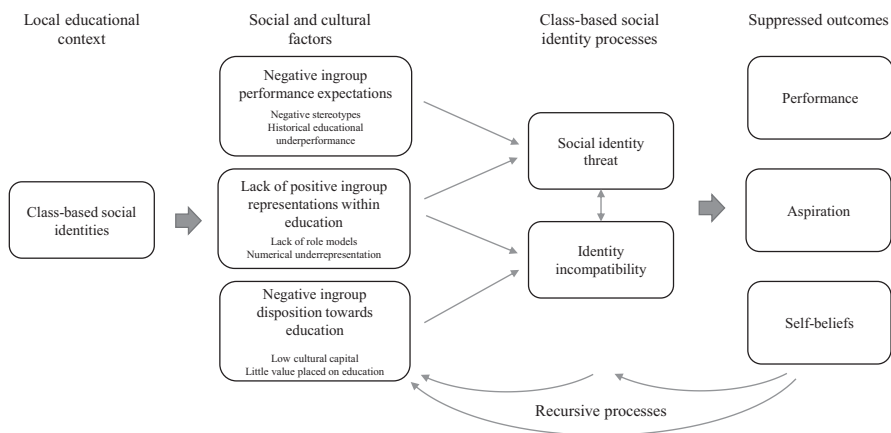 Local educational
context
Social and cultural
factors
Class-based social
identity processes
Suppressed outcomes
Class-based social
identities
Negative ingroup
performance expectations
Negative stereotypes
Historical educational
underperformance
Lack of positive ingroup
representations within
education
Lack of role models
Numerical underrepresentation
Negative ingroup
disposition towards
education
Low cultural capital
Little value placed on education
Social identity
threat
Identity
incompatibility
Performance
Aspiration
Self-beliefs
Recursive processes